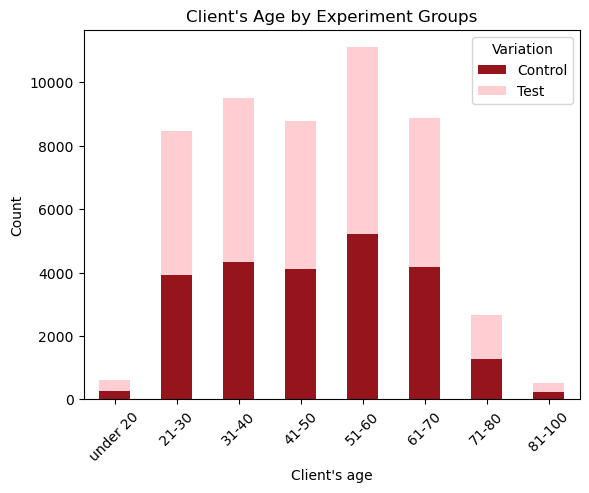 Client's Age by Experiment Groups
Variation
Control
Test
Count
10000
8000
6000
4000
2000
0
under 20
21-30
31-40
41-50
51-60
61-70
71-80
81-100
Client's age